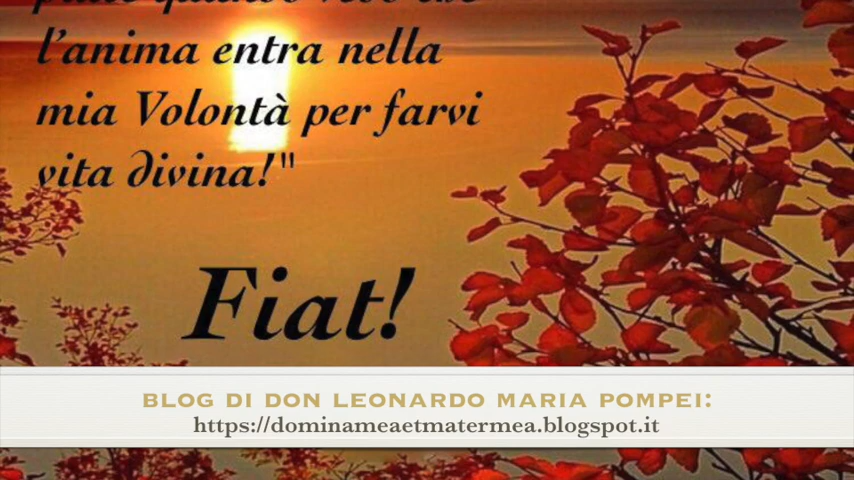 l'anima entra nella
mia Volontà per farvi
vita divina!"
Fiat!
BLOG DI DON LEONARDO MARIA POMPEI:
https://dominameaetmatermea.blogspot.it